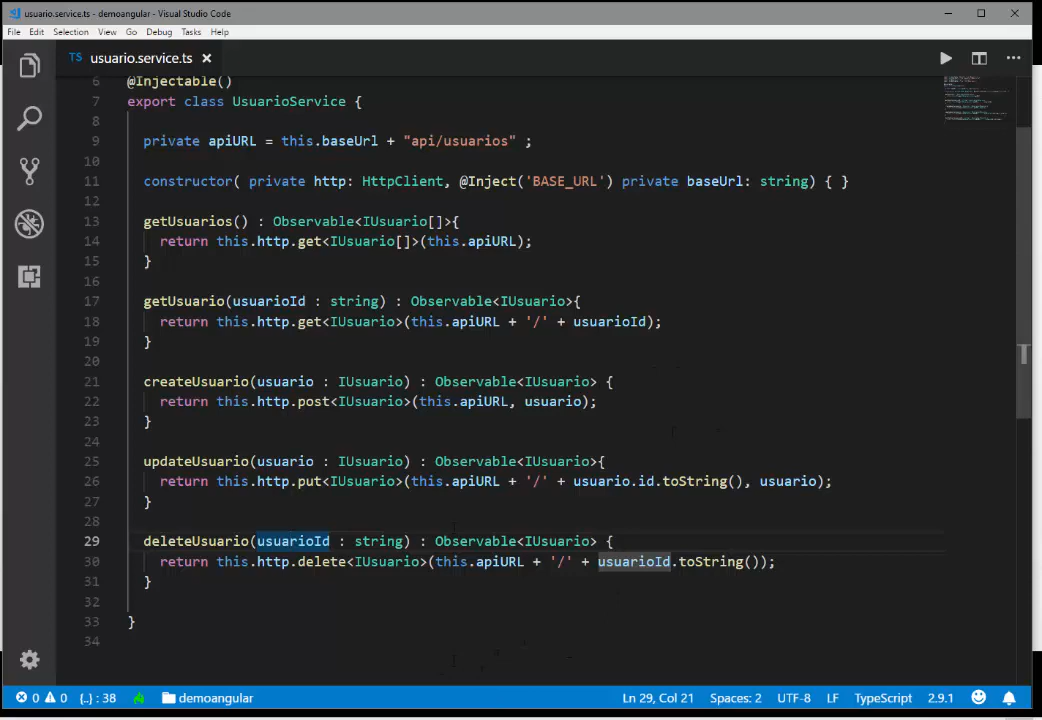 usuario.service.ts - demoangular - Visual Studio Code
File Edit Selection View Go Debug Tasks Help
TS usuario.service.ts ×
6 @Injectable()
7 export class UsuarioService {
8
9 private apiURL = this.baseUrl + "api/usuarios" ;
10
11 constructor( private http: HttpClient, @Inject('BASE_URL') private baseUrl: string) { }
12
13 getUsuarios() : Observable<IUsuario[]>{
14 return this.http.get<IUsuario[]>(this.apiURL);
15 }
16
17 getUsuario(usuarioId : string) : Observable<IUsuario>{
18 return this.http.get<IUsuario>(this.apiURL + '/' + usuarioId);
19 }
20
21 createUsuario(usuario : IUsuario) : Observable<IUsuario> {
22 return this.http.post<IUsuario>(this.apiURL, usuario);
23 }
24
25 updateUsuario(usuario : IUsuario) : Observable<IUsuario>{
26 return this.http.put<IUsuario>(this.apiURL + '/' + usuario.id.toString(), usuario);
27 }
28
29 deleteUsuario(usuarioId : string) : Observable<IUsuario> {
30 return this.http.delete<IUsuario>(this.apiURL + '/' + usuarioId.toString());
31 }
32
33 }
34
0 0 {..} : 38 demoangular Ln 29, Col 21 Spaces: 2 UTF-8 LF TypeScript 2.9.1